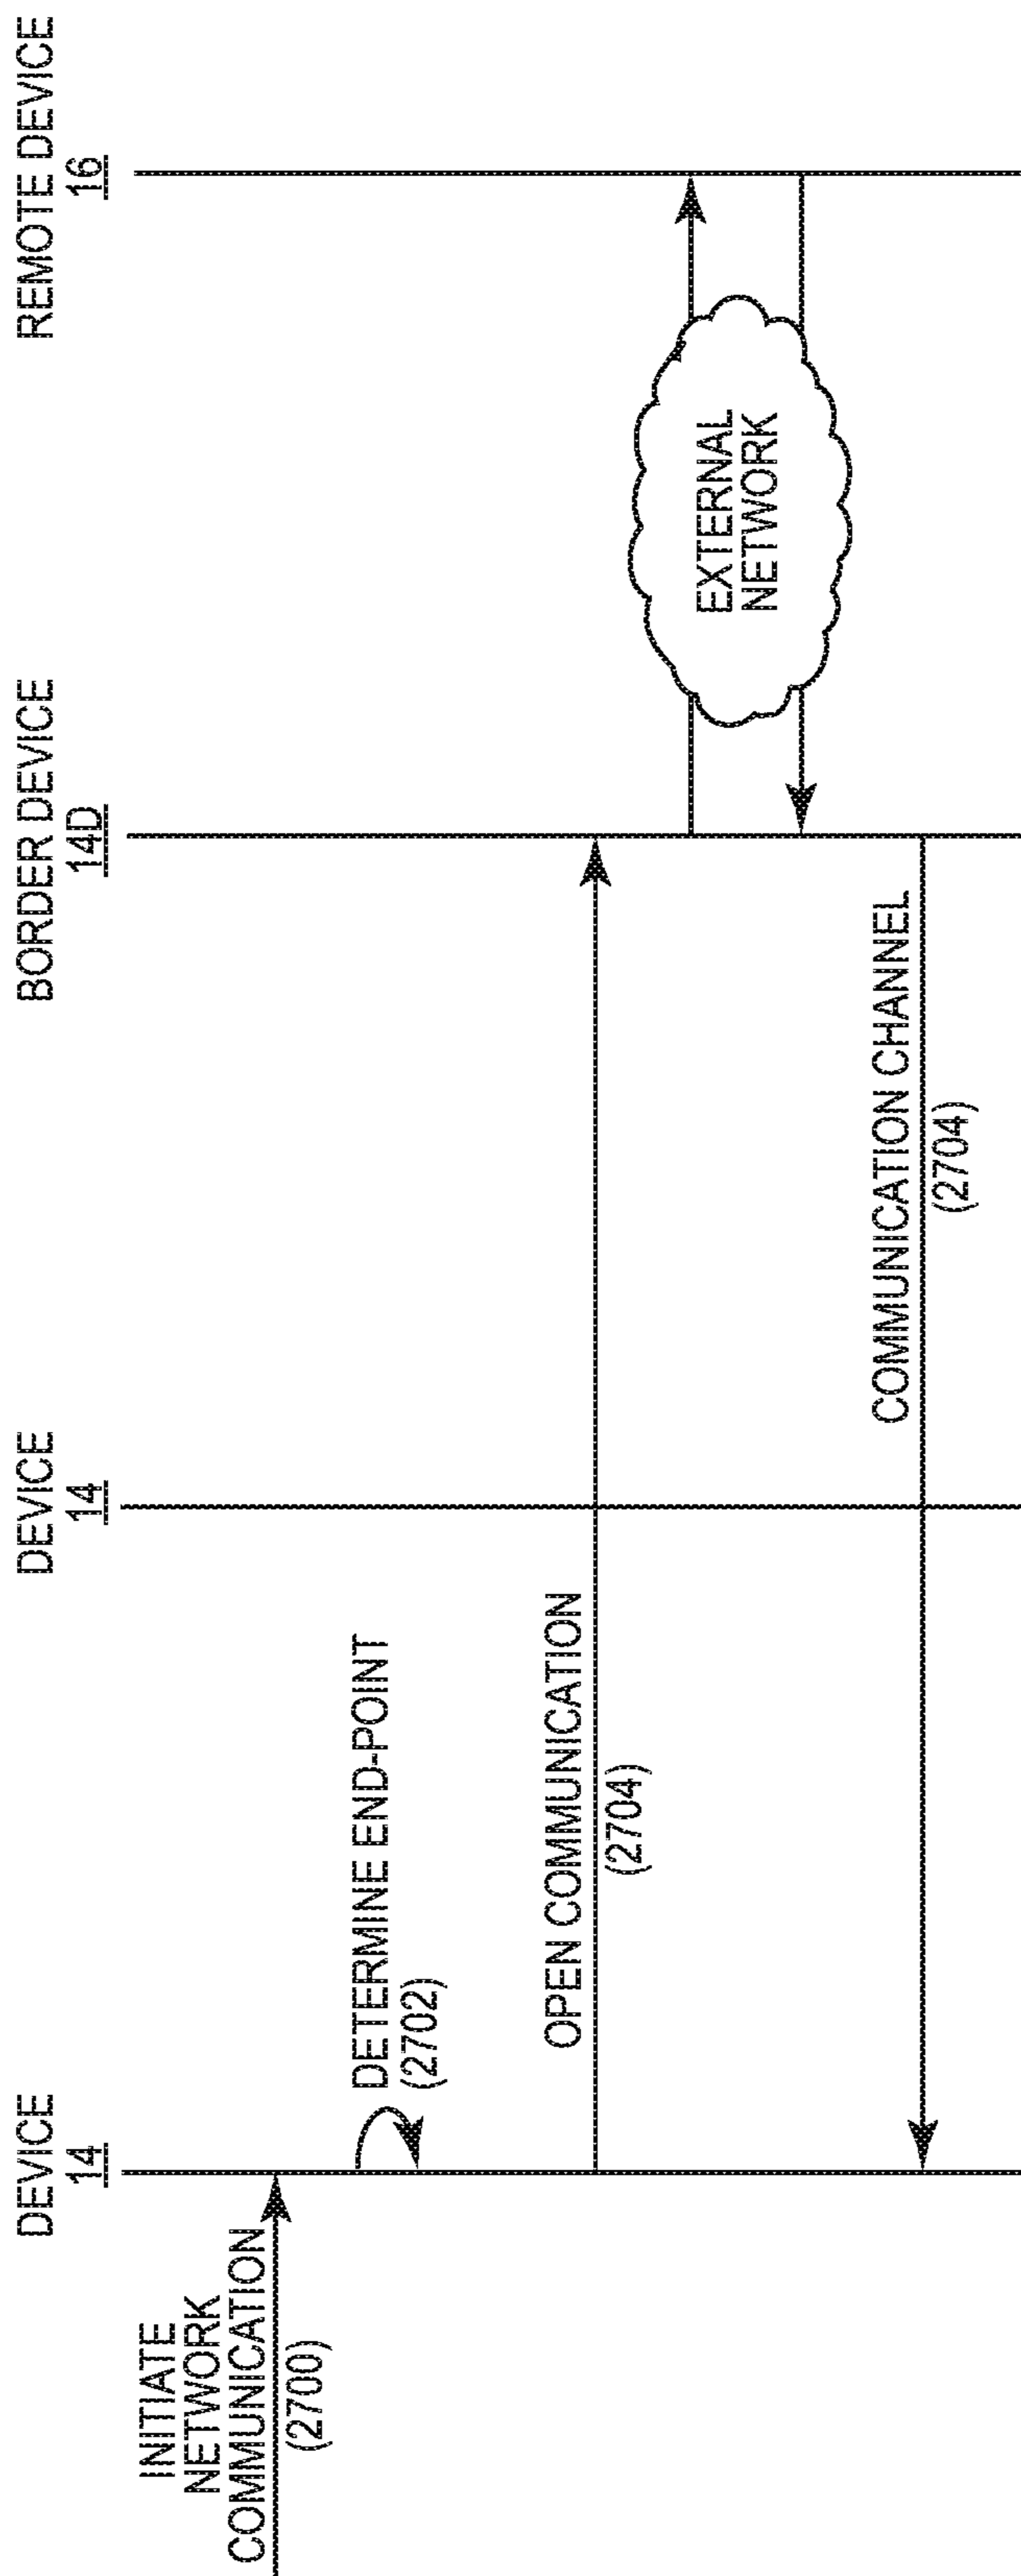 DEVICE
14
DEVICE
14
BORDER DEVICE
14D
REMOTE DEVICE
16
INITIATE
NETWORK
COMMUNICATION
(2700)
DETERMINE END-POINT
(2702)
OPEN COMMUNICATION
(2704)
EXTERNAL
NETWORK
COMMUNICATION CHANNEL
(2704)